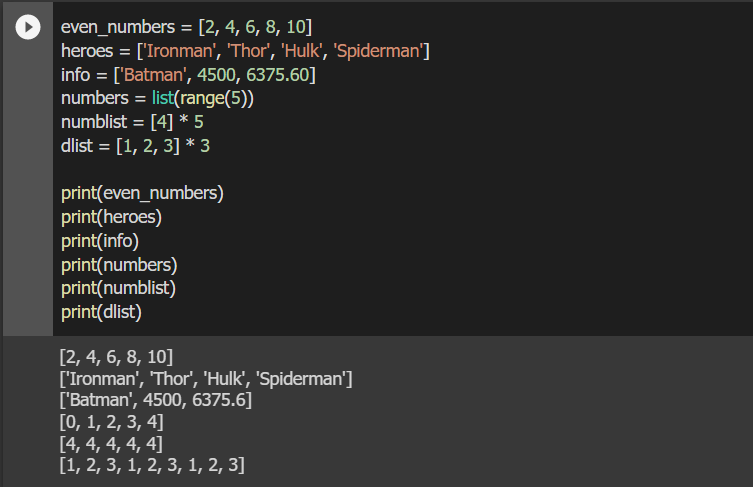 even_numbers = [2, 4, 6, 8, 10]
heroes = ['Ironman', 'Thor', 'Hulk', 'Spiderman']
info = ['Batman', 4500, 6375.60]
numbers = list(range(5))
numblist = [4] * 5
dlist = [1, 2, 3] * 3
print(even_numbers)
print(heroes)
print(info)
print(numbers)
print(numblist)
print(dlist)
[2, 4, 6, 8, 10]
['Ironman', 'Thor', 'Hulk', 'Spiderman']
['Batman', 4500, 6375.6]
[0, 1, 2, 3, 4]
[4, 4, 4, 4, 4]
[1, 2, 3, 1, 2, 3, 1, 2, 3]